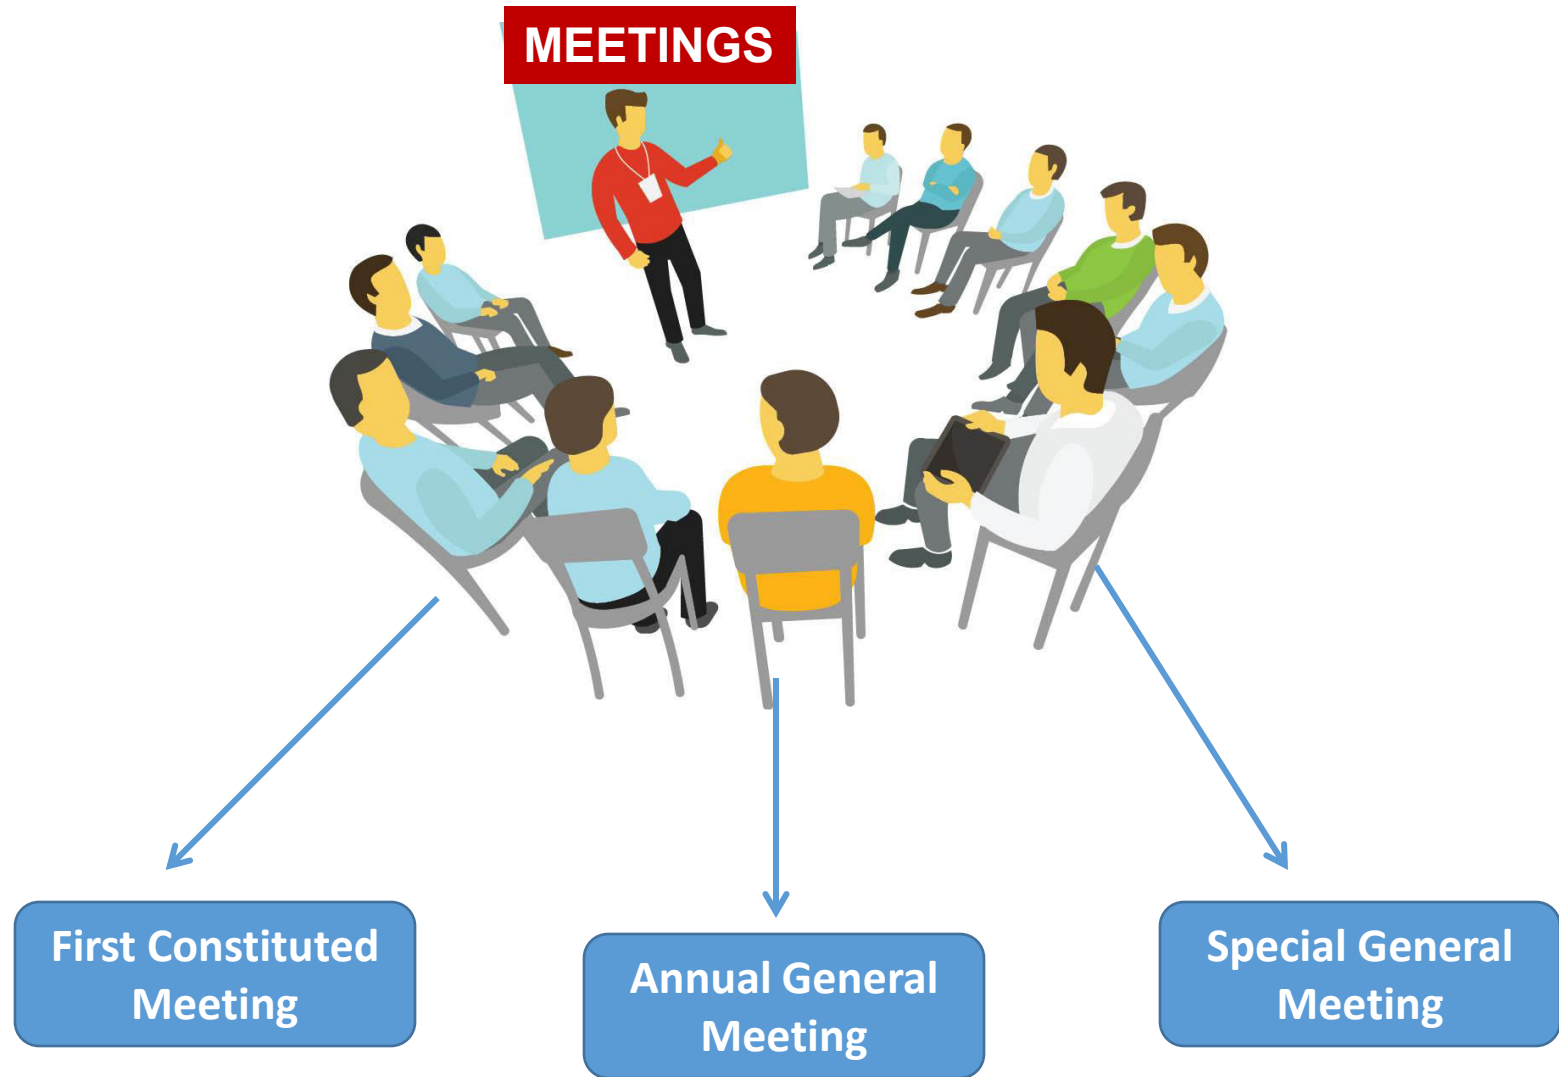 MEETINGS
First Constituted
Meeting
Annual General
Meeting
Special General
Meeting